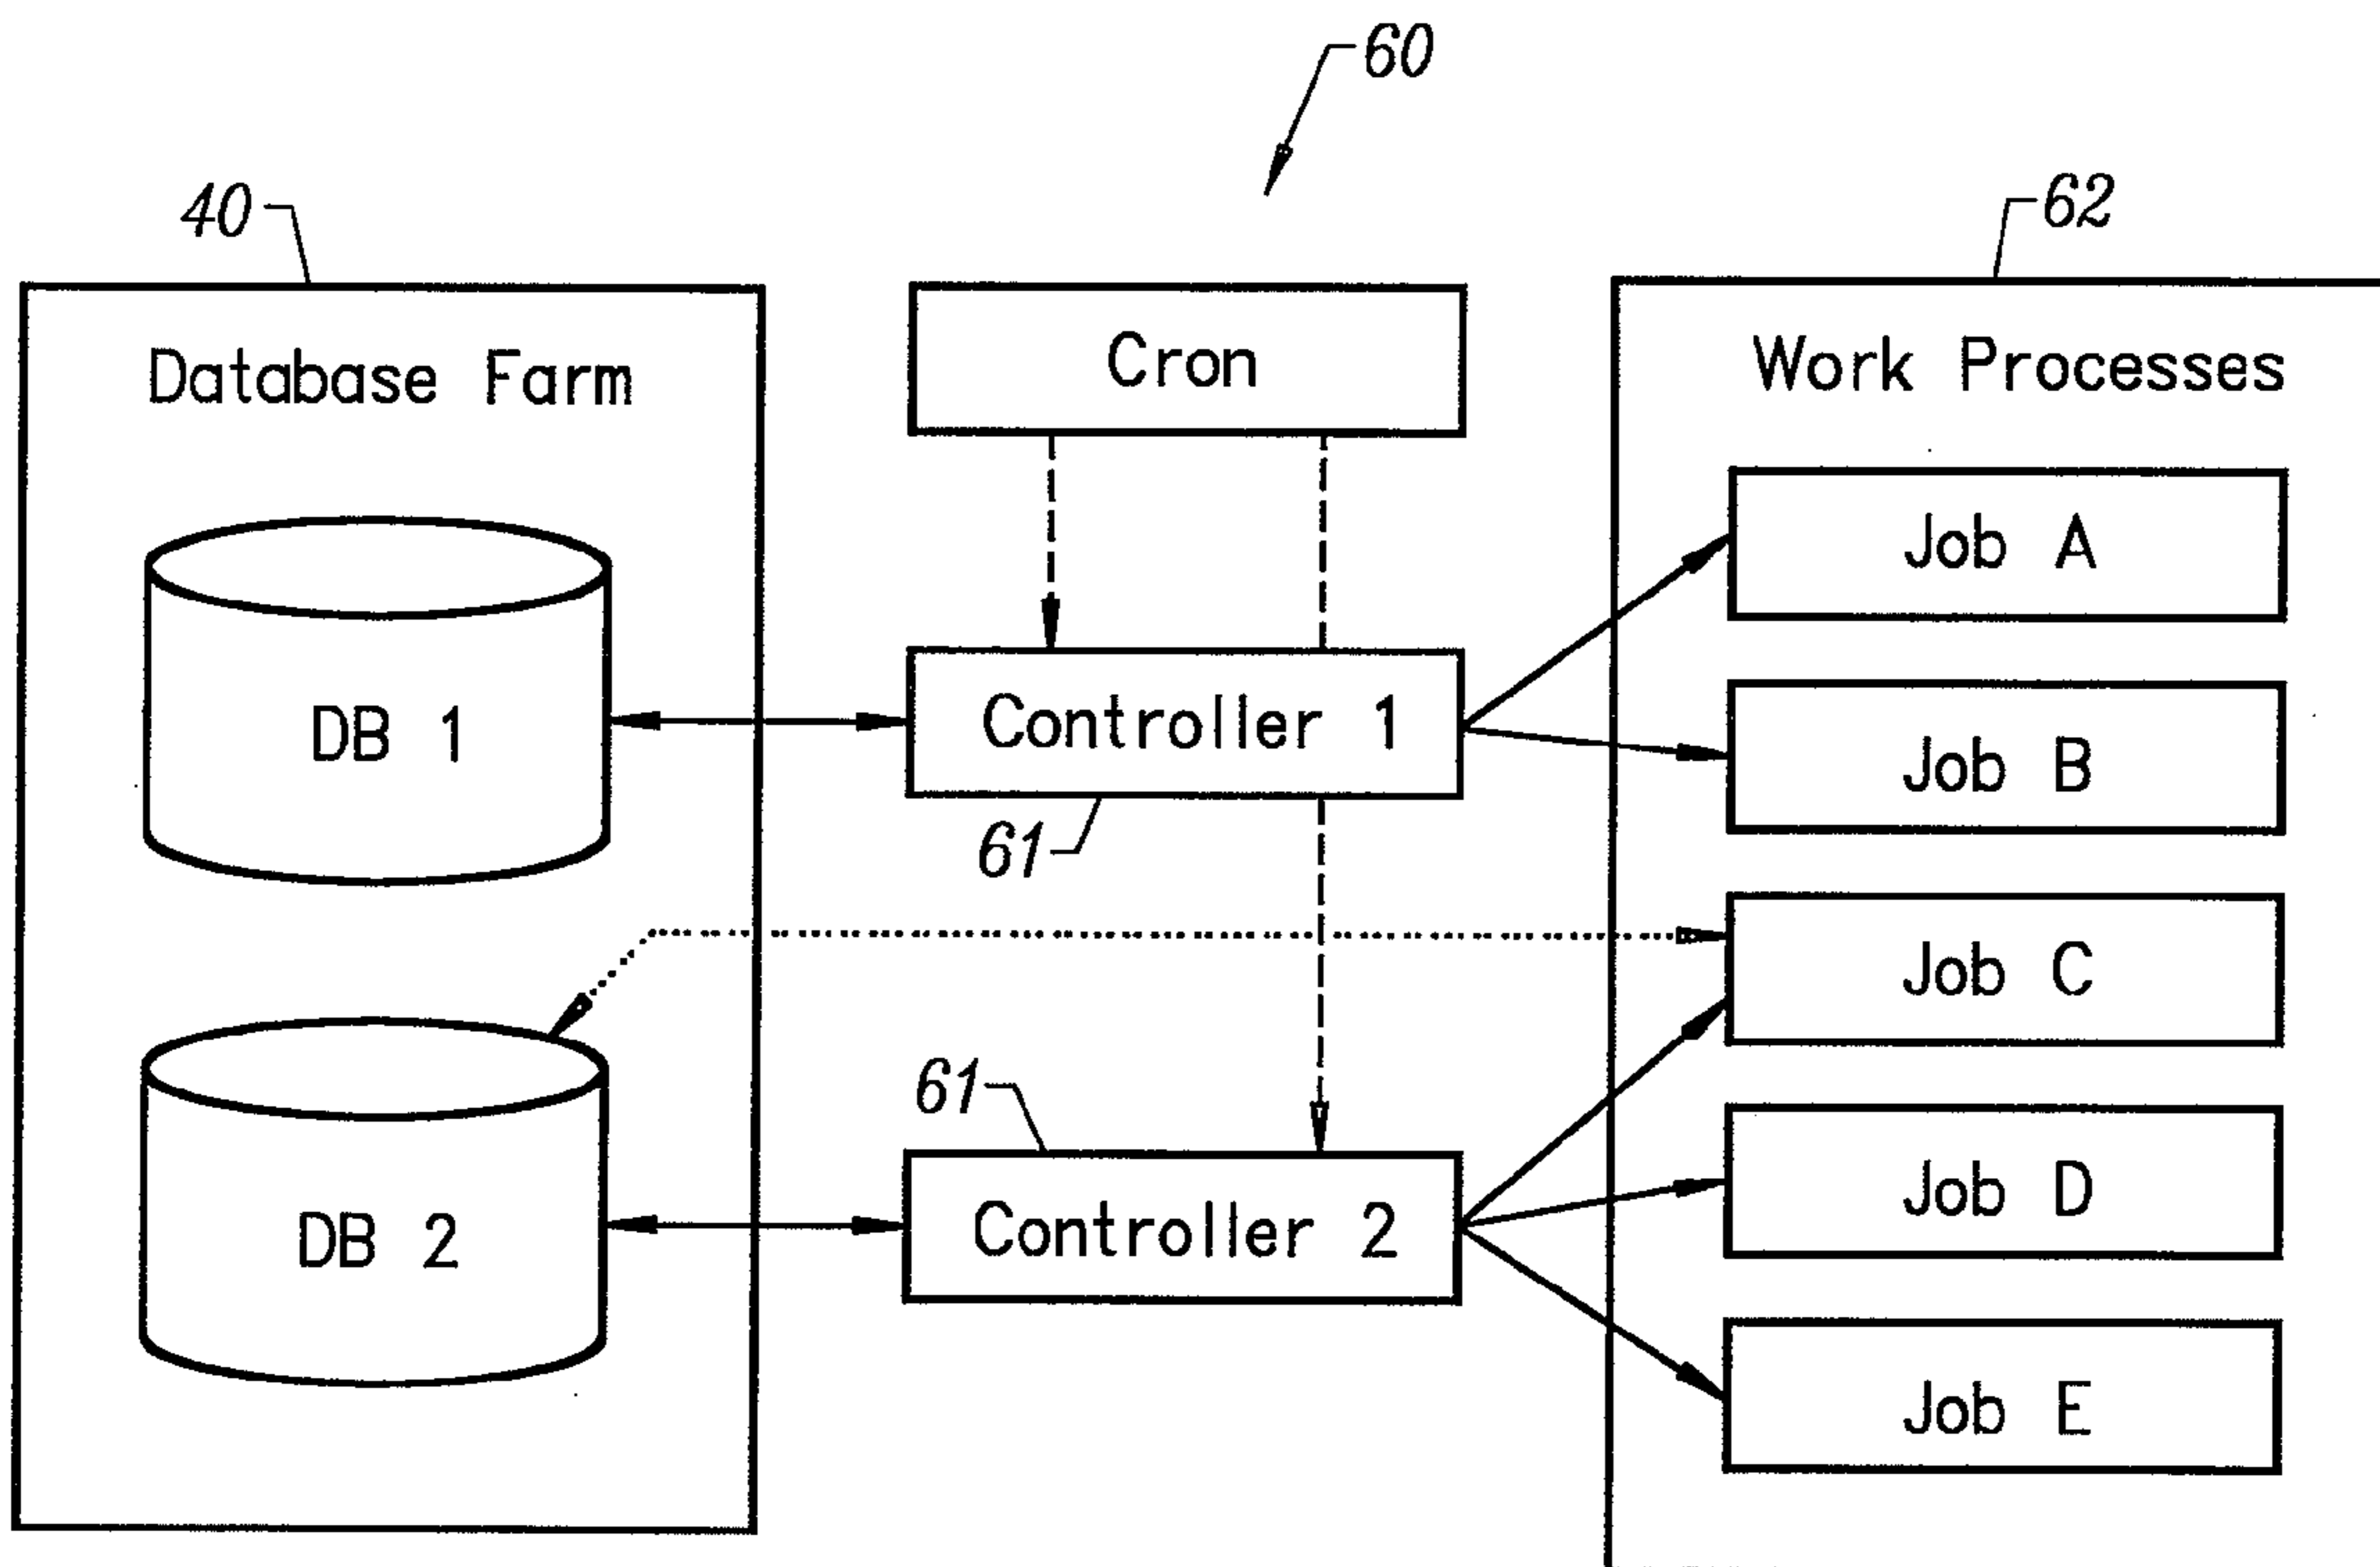 60
40
62
Database Farm
Cron
Work Processes
Job A
DB 1
Controller 1
Job B
61
Job C
61
DB 2
Controller 2
Job D
Job E